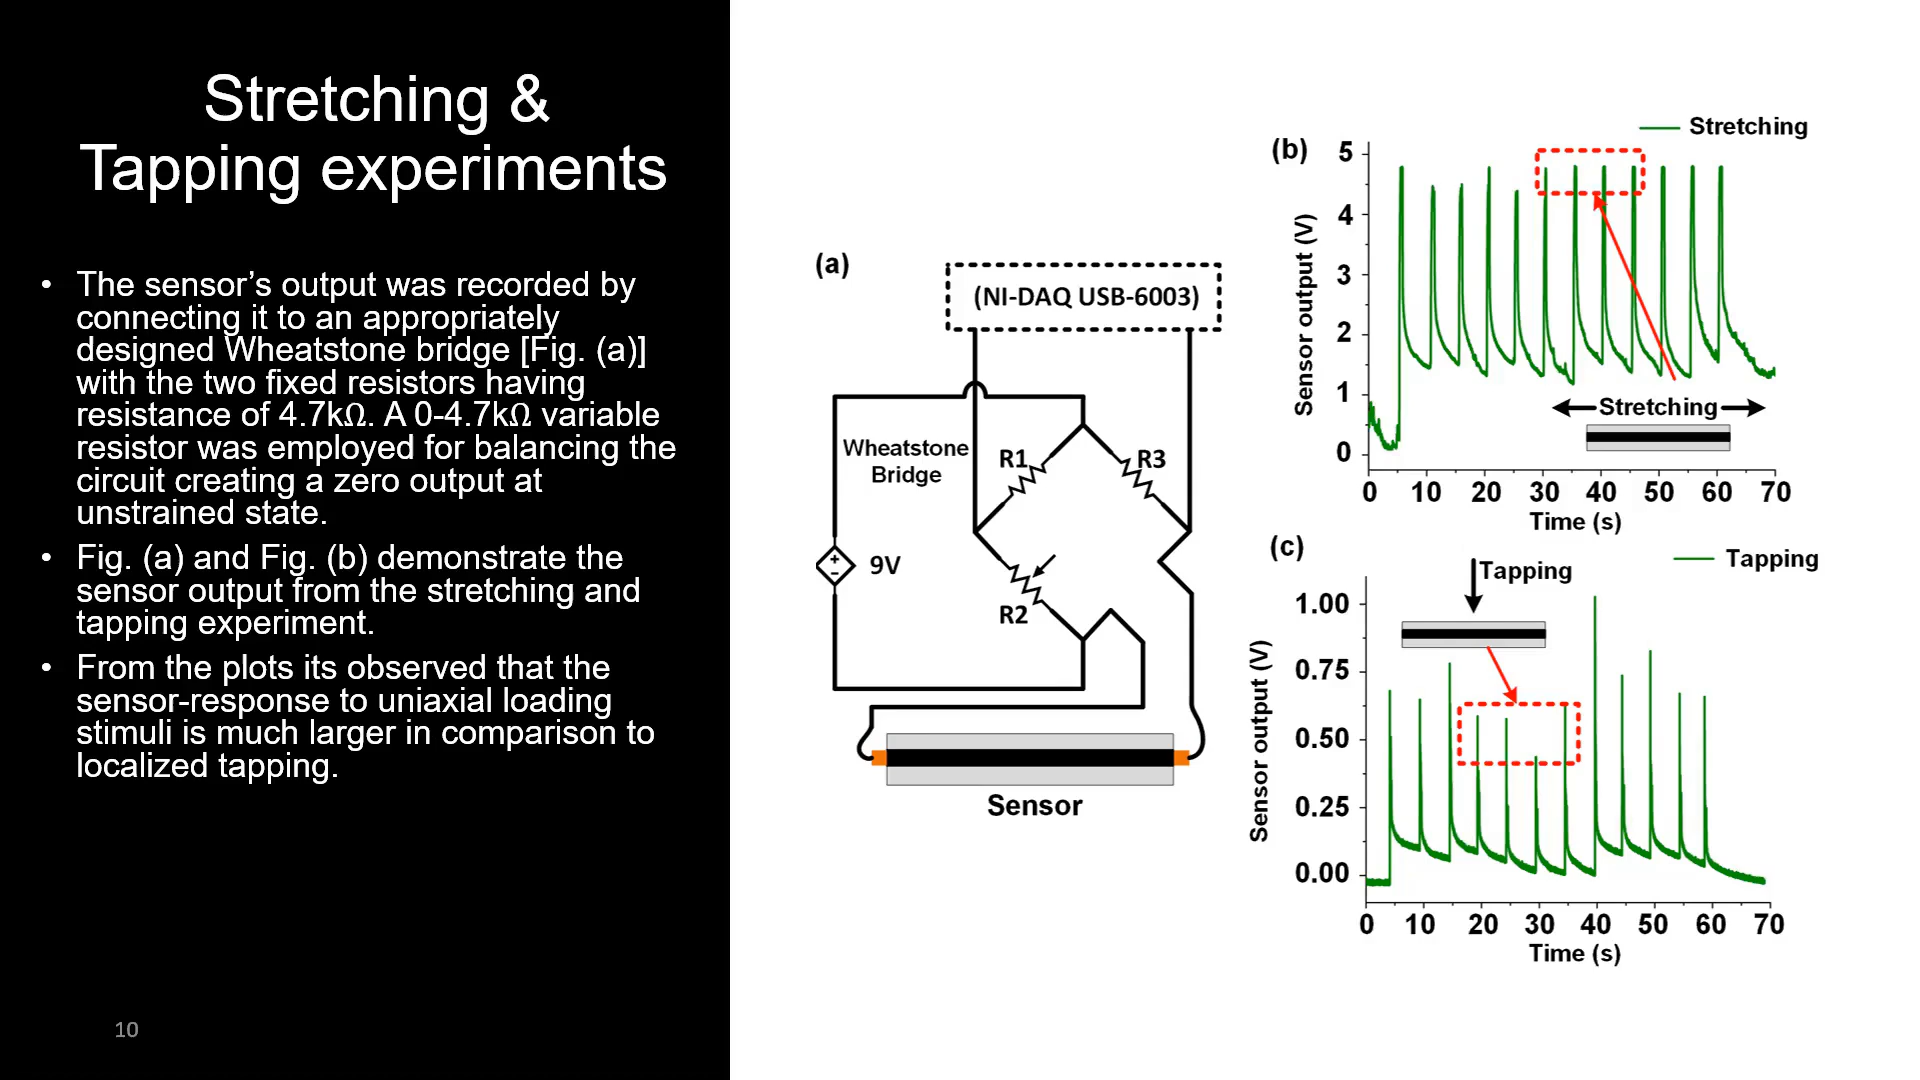 Stretching &
Tapping experiments
• The sensor’s output was recorded by
connecting it to an appropriately
designed Wheatstone bridge [Fig. (a)]
with the two fixed resistors having
resistance of 4.7kΩ. A 0-4.7kΩ variable
resistor was employed for balancing the
circuit creating a zero output at
unstrained state.
• Fig. (a) and Fig. (b) demonstrate the
sensor output from the stretching and
tapping experiment.
• From the plots its observed that the
sensor-response to uniaxial loading
stimuli is much larger in comparison to
localized tapping.
10
(a)
(NI-DAQ USB-6003)
Wheatstone
Bridge
R1
R3
9V
R2
Sensor
(b)
Stretching
Sensor output (V)
5
4
3
2
1
0
Stretching
0 10 20 30 40 50 60 70
Time (s)
(c)
Tapping
Tapping
Sensor output (V)
1.00
0.75
0.50
0.25
0.00
0 10 20 30 40 50 60 70
Time (s)